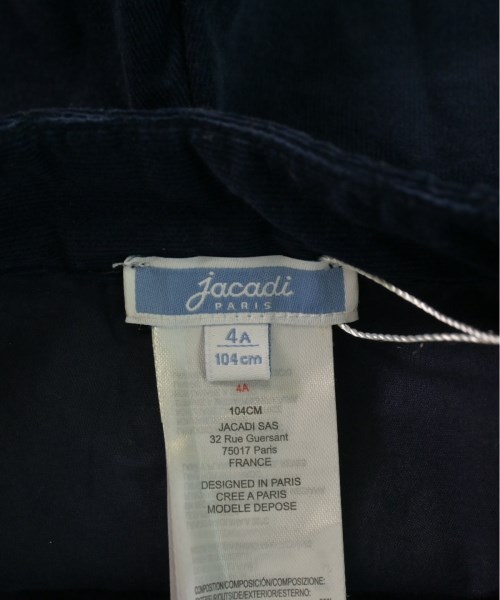 jacadi
PARIS
4A
104cm
4A
104CM
JACADI SAS
32 Rue Guersant
75017 Paris
FRANCE
DESIGNED IN PARIS
CREE A PARIS
MODELE DEPOSE
COMPOSITION/COMPOSICIÓN/COMPOSIZIONE: